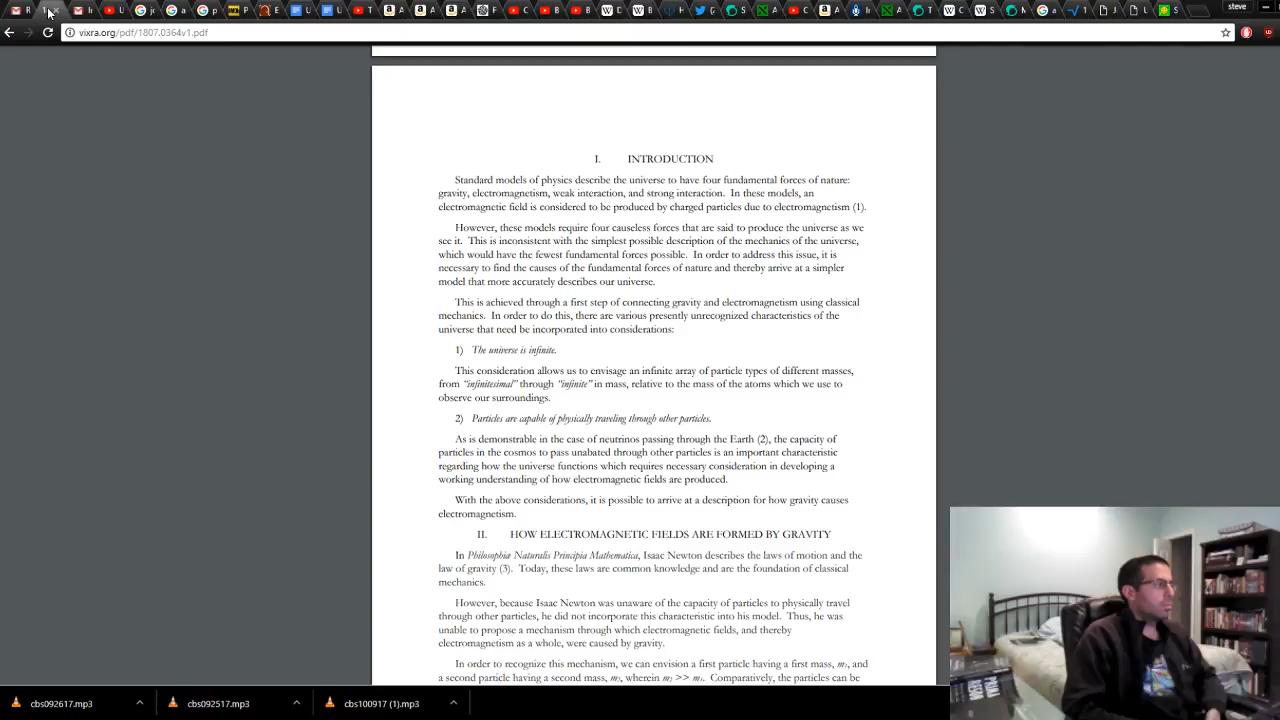 steve
vixra.org/pdf/1807.0364v1.pdf
I. INTRODUCTION
Standard models of physics describe the universe to have four fundamental forces of nature:
gravity, electromagnetism, weak interaction, and strong interaction. In these models, an
electromagnetic field is considered to be produced by charged particles due to electromagnetism (1).
However, these models require four causeless forces that are said to produce the universe as we
see it. This is inconsistent with the simplest possible description of the mechanics of the universe,
which would have the fewest fundamental forces possible. In order to address this issue, it is
necessary to find the causes of the fundamental forces of nature and thereby arrive at a simpler
model that more accurately describes our universe.
This is achieved through a first step of connecting gravity and electromagnetism using classical
mechanics. In order to do this, there are various presently unrecognized characteristics of the
universe that need be incorporated into considerations:
1) The universe is infinite.
This consideration allows us to envisage an infinite array of particle types of different masses,
from “infinitesimal” through “infinite” in mass, relative to the mass of the atoms which we use to
observe our surroundings.
2) Particles are capable of physically traveling through other particles.
As is demonstrable in the case of neutrinos passing through the Earth (2), the capacity of
particles in the cosmos to pass unabated through other particles is an important characteristic
regarding how the universe functions which requires necessary consideration in developing a
working understanding of how electromagnetic fields are produced.
With the above considerations, it is possible to arrive at a description for how gravity causes
electromagnetism.
II. HOW ELECTROMAGNETIC FIELDS ARE FORMED BY GRAVITY
In Philosophiæ Naturalis Principia Mathematica, Isaac Newton describes the laws of motion and the
law of gravity (3). Today, these laws are common knowledge and are the foundation of classical
mechanics.
However, because Isaac Newton was unaware of the capacity of particles to physically travel
through other particles, he did not incorporate this characteristic into his model. Thus, he was
unable to propose a mechanism through which electromagnetic fields, and thereby
electromagnetism as a whole, were caused by gravity.
In order to recognize this mechanism, we can envision a first particle having a first mass, m₁, and
a second particle having a second mass, m₂, wherein m₂ >> m₁. Comparatively, the particles can be
cbs092617.mp3
cbs092517.mp3
cbs100917 (1).mp3